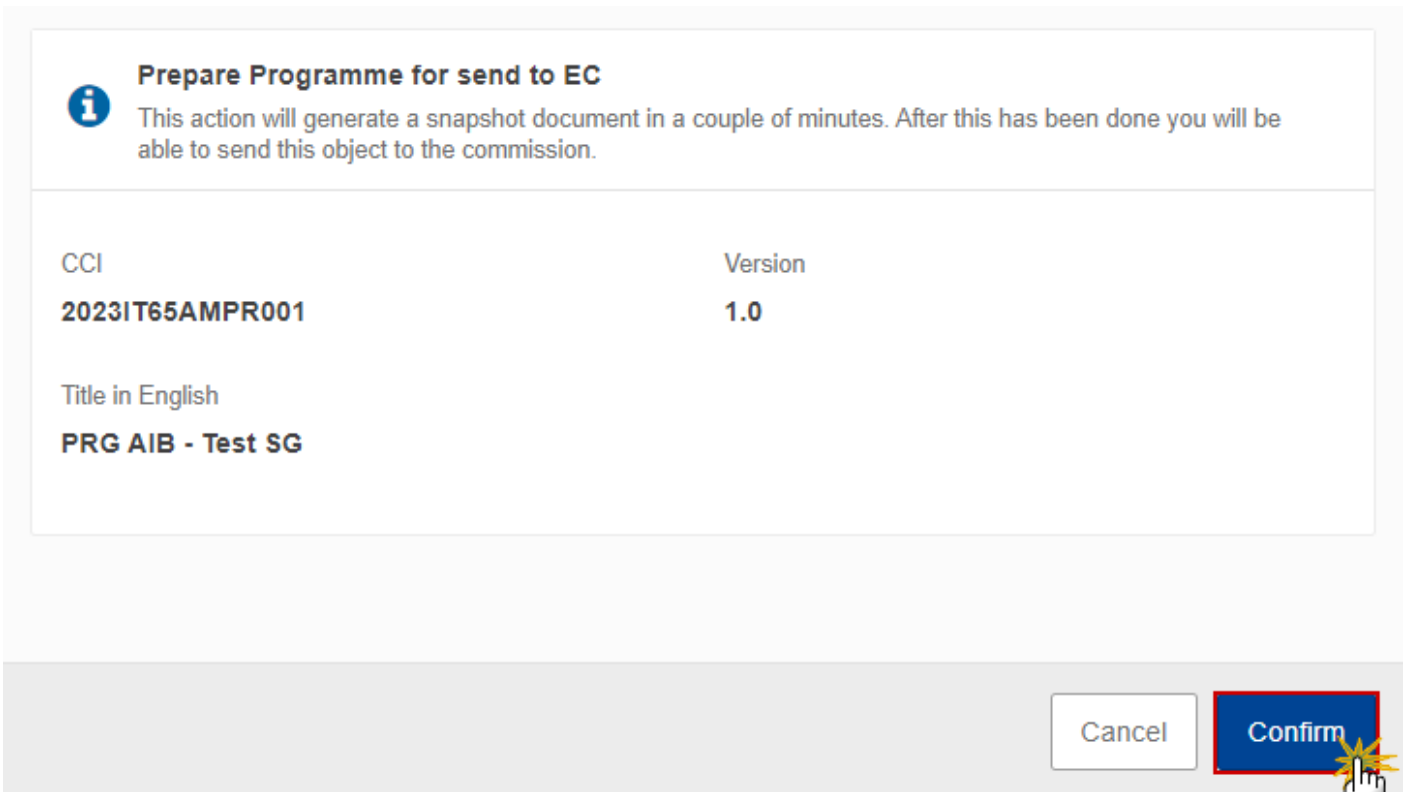 Prepare Programme for send to EC
This action will generate a snapshot document in a couple of minutes. After this has been done you will be
able to send this object to the commission.
CCI
Version
2023IT65AMPR001
1.0
Title in English
PRG AIB - Test SG
Cancel
Confirm